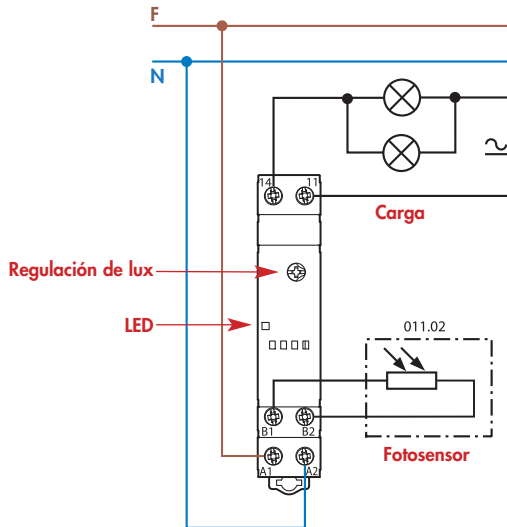 F
N
14 11
Carga
Regulación de lux
LED
011.02
B1 B2
Fotosensor
A1 A2